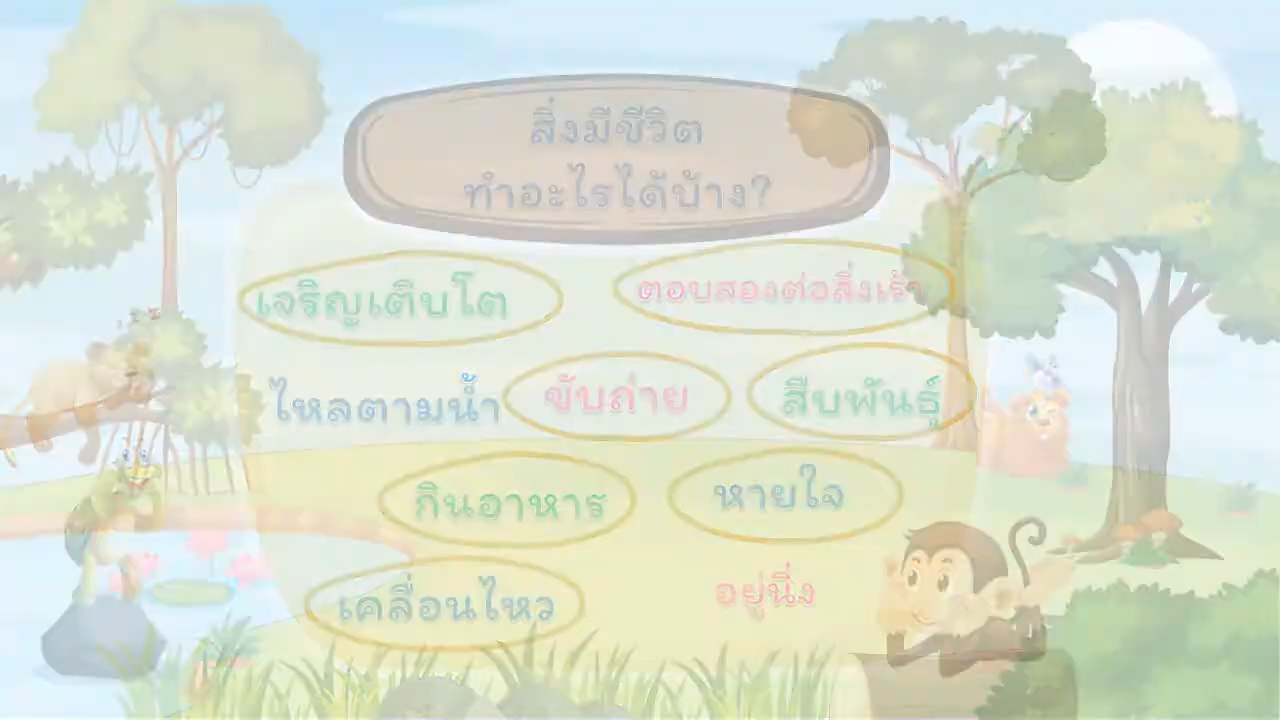 สิ่งมีชีวิต
ทำอะไรได้บ้าง?
เจริญเติบโต
ตอบสองต่อสิ่งเร้า
ไหลตามน้ำ
ขับถ่าย
สืบพันธุ์
กินอาหาร
หายใจ
เคลื่อนไหว
อยู่นิ่ง